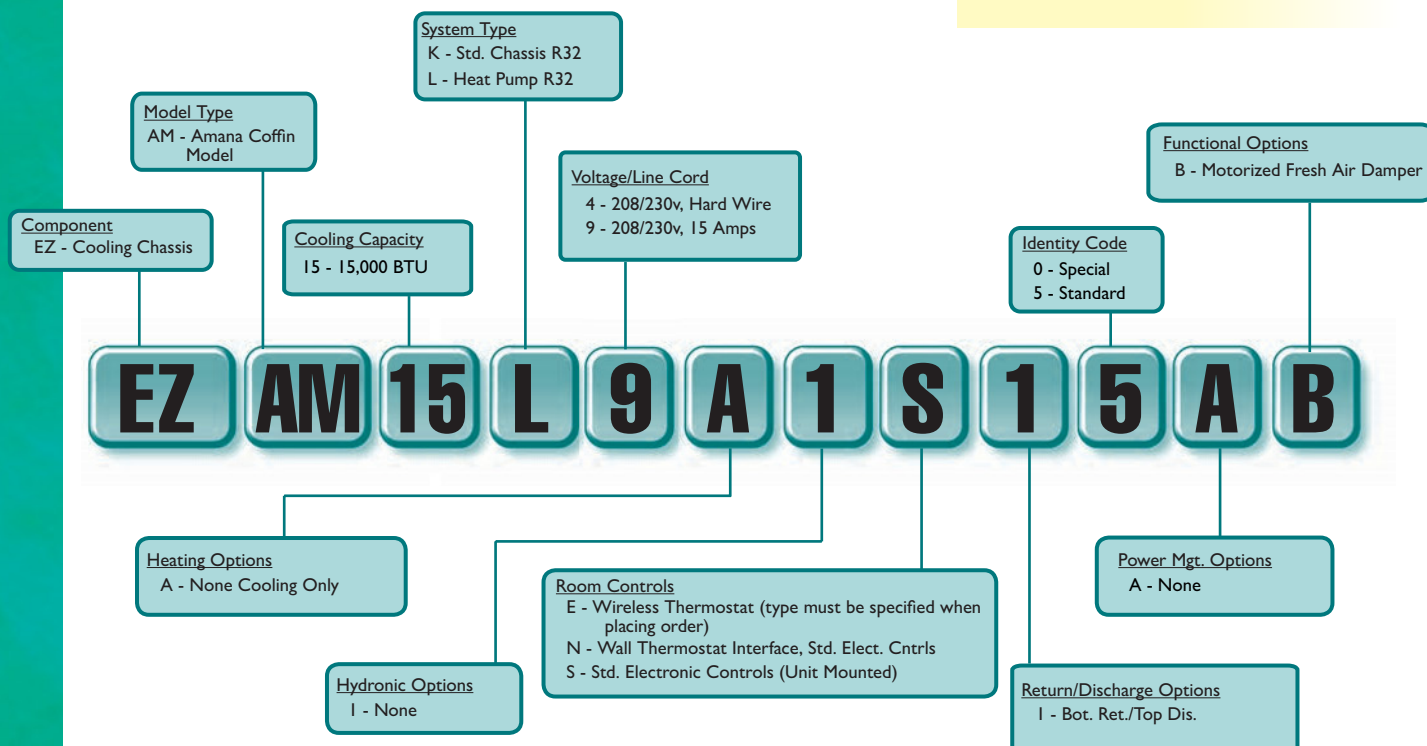 System Type
K - Std. Chassis R32
L - Heat Pump R32
Model Type
AM - Amana Coffin
Model
Functional Options
B - Motorized Fresh Air Damper
Voltage/Line Cord
4 - 208/230v, Hard Wire
9 - 208/230v, 15 Amps
Component
EZ - Cooling Chassis
Cooling Capacity
15 - 15,000 BTU
Identity Code
0 - Special
5 - Standard
EZ AM 15 L 9 A 1 S 1 5 A B
Heating Options
A - None Cooling Only
Power Mgt. Options
A - None
Room Controls
E - Wireless Thermostat (type must be specified when
placing order)
N - Wall Thermostat Interface, Std. Elect. Cntrls
S - Std. Electronic Controls (Unit Mounted)
Hydronic Options
1 - None
Return/Discharge Options
1 - Bot. Ret./Top Dis.